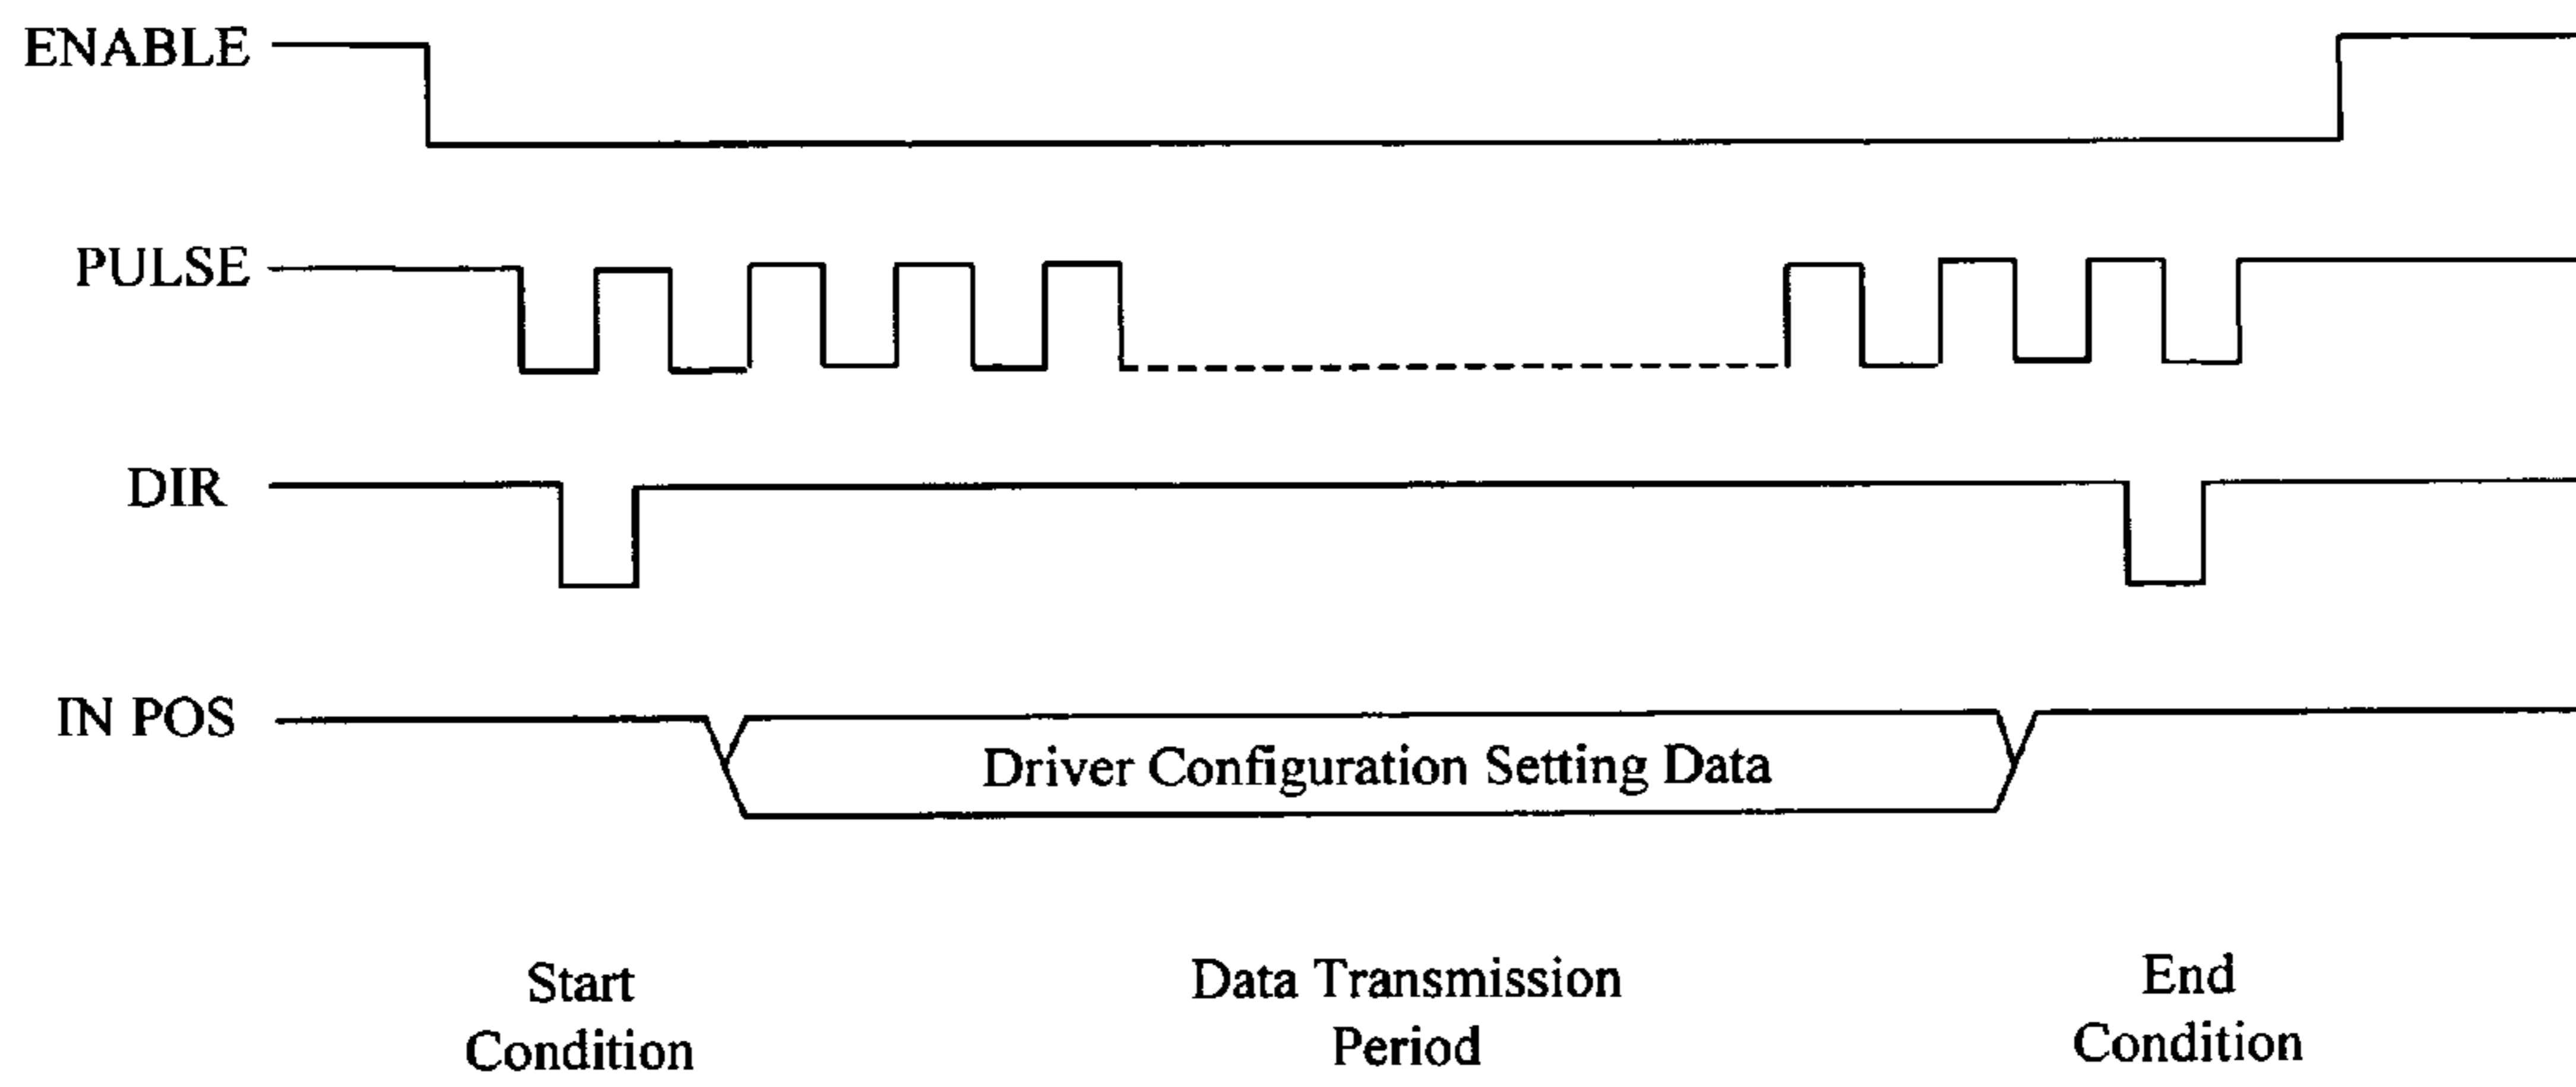 ENABLE
PULSE
DIR
IN POS
Driver Configuration Setting Data
Start
Condition
Data Transmission
Period
End
Condition